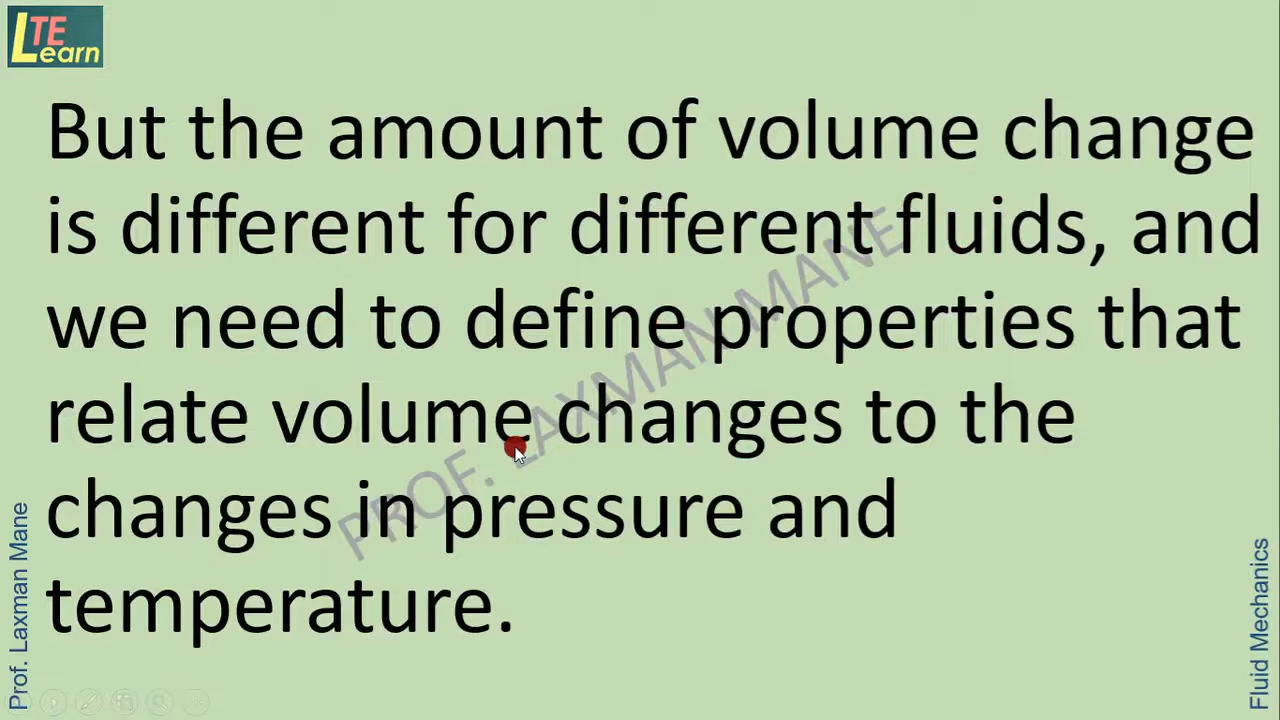 LTE
Learn
But the amount of volume change
is different for different fluids, and
we need to define properties that
relate volume changes to the
changes in pressure and
temperature.
PROF. LAXMAN MANE
Prof. Laxman Mane
Fluid Mechanics